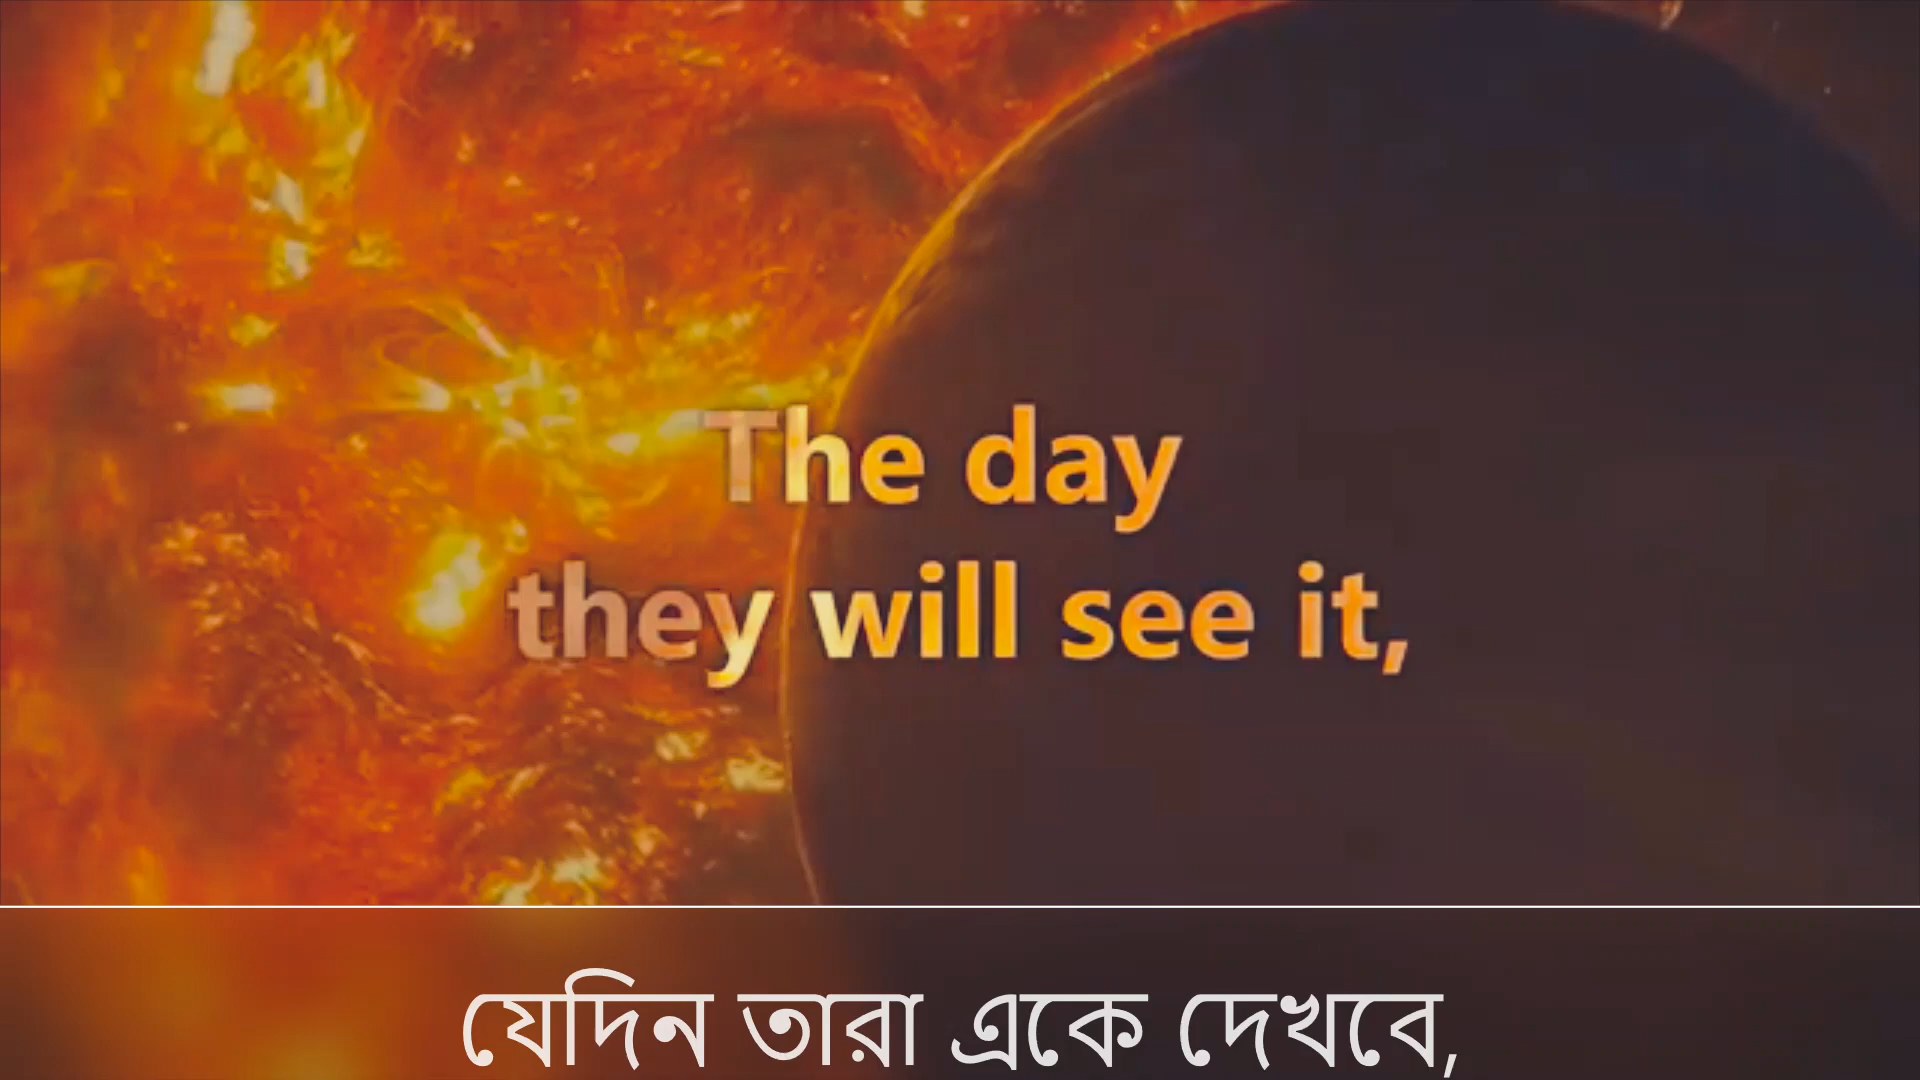 The day
they will see it,
যেদিন তারা একে দেখবে,